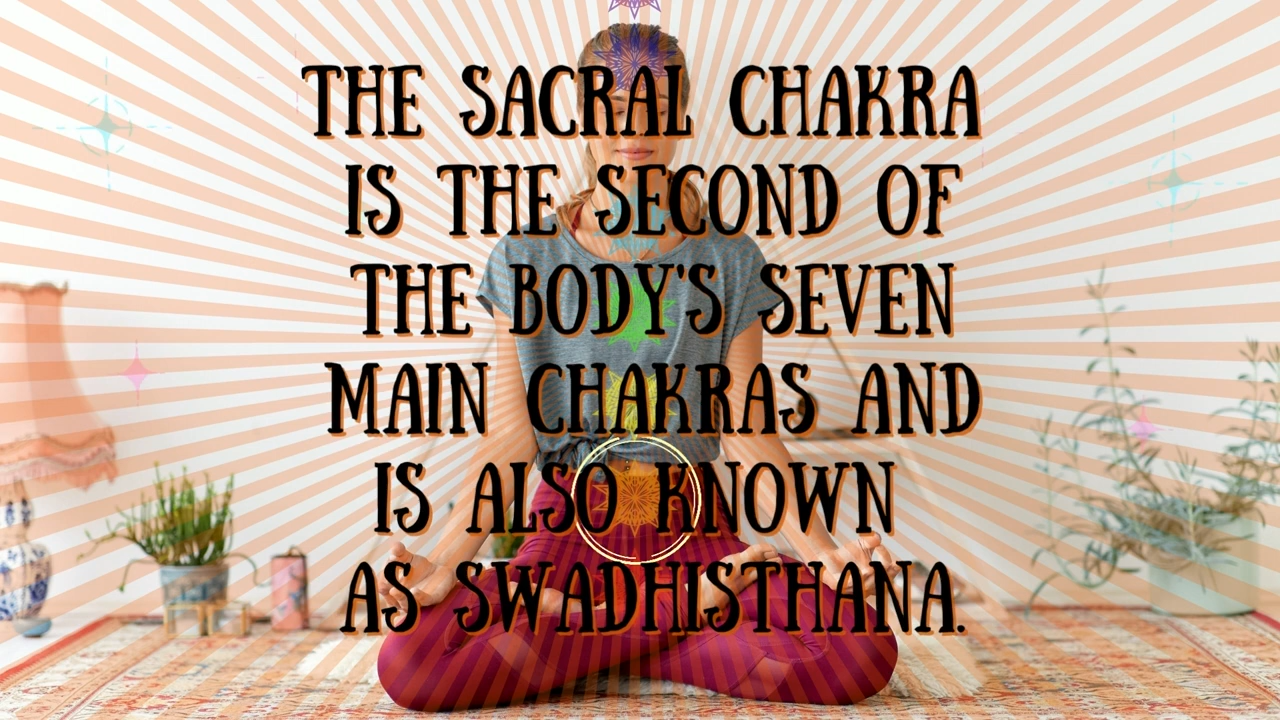 THE SACRAL CHAKRA
IS THE SECOND OF
THE BODY'S SEVEN
MAIN CHAKRAS AND
IS ALSO KNOWN
AS SWADHISTHANA.